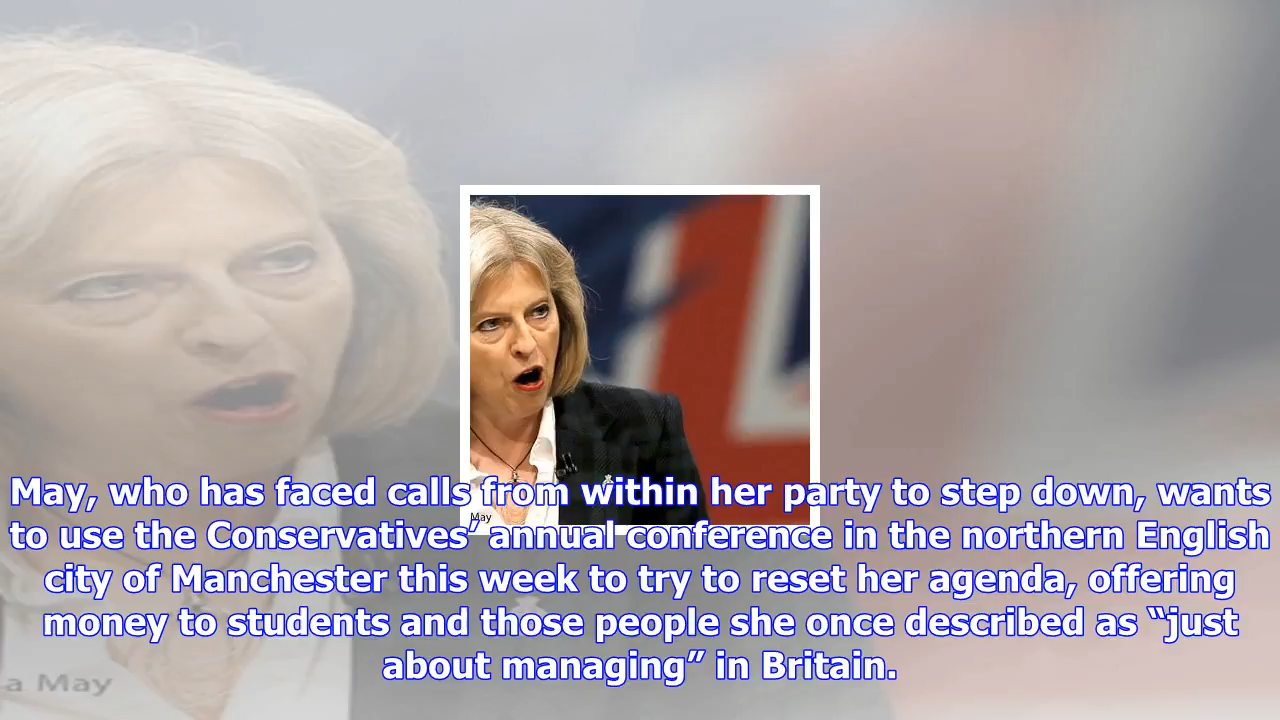 May
May, who has faced calls from within her party to step down, wants
to use the Conservatives’ annual conference in the northern English
city of Manchester this week to try to reset her agenda, offering
money to students and those people she once described as “just
about managing” in Britain.
a May